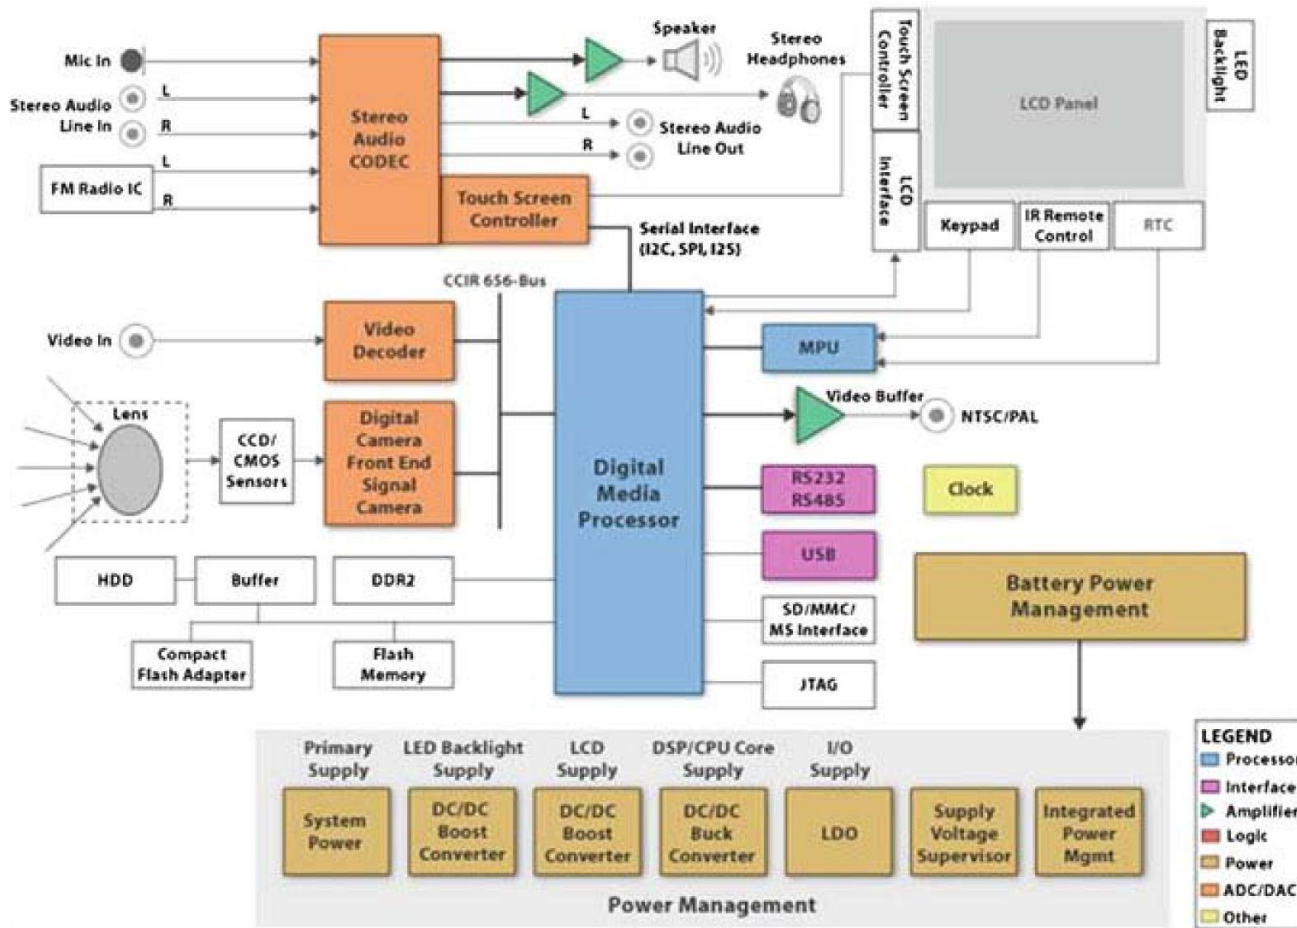 Mic In
Stereo Audio
Line In
L
R
FM Radio IC
L
R
Stereo
Audio
CODEC
Touch Screen
Controller
Speaker
Stereo
Headphones
L
R
Stereo Audio
Line Out
Serial Interface
(I2C, SPI, I2S)
Touch Screen
Controller
LCD
Interface
LCD Panel
LED
Backlight
Keypad
IR Remote
Control
RTC
CCIR 656-Bus
Video In
Video
Decoder
Lens
CCD/
CMOS
Sensors
Digital
Camera
Front End
Signal
Camera
Digital
Media
Processor
MPU
Video Buffer
NTSC/PAL
RS232
RS485
Clock
USB
SD/MMC/
MS Interface
JTAG
HDD
Buffer
DDR2
Compact
Flash Adapter
Flash
Memory
Battery Power
Management
Primary
Supply
LED Backlight
Supply
LCD
Supply
DSP/CPU Core
Supply
I/O
Supply
System
Power
DC/DC
Boost
Converter
DC/DC
Boost
Converter
DC/DC
Buck
Converter
LDO
Supply
Voltage
Supervisor
Integrated
Power
Mgmt
Power Management
LEGEND
Processor
Interface
Amplifier
Logic
Power
ADC/DAC
Other